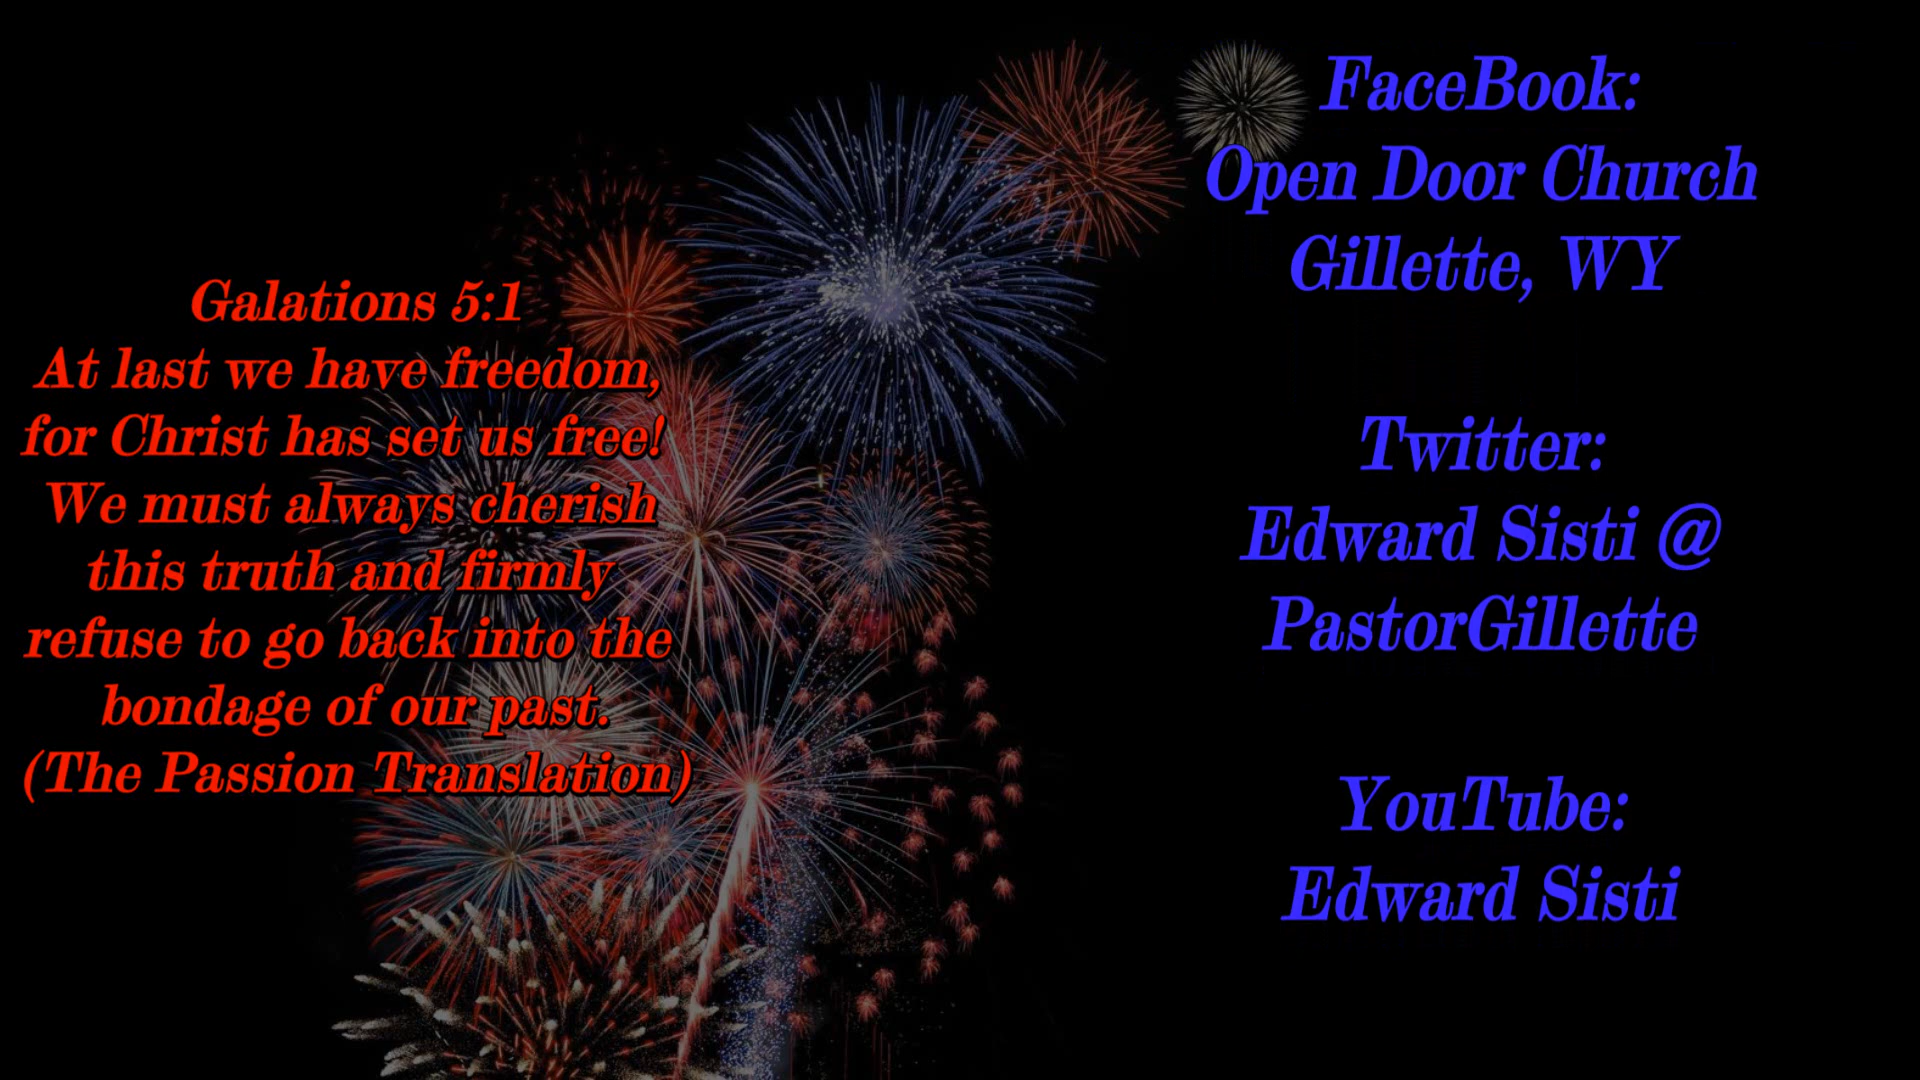 Galations 5:1
At last we have freedom,
for Christ has set us free!
We must always cherish
this truth and firmly
refuse to go back into the
bondage of our past.
(The Passion Translation)
FaceBook:
Open Door Church
Gillette, WY
Twitter:
Edward Sisti @
PastorGillette
YouTube:
Edward Sisti